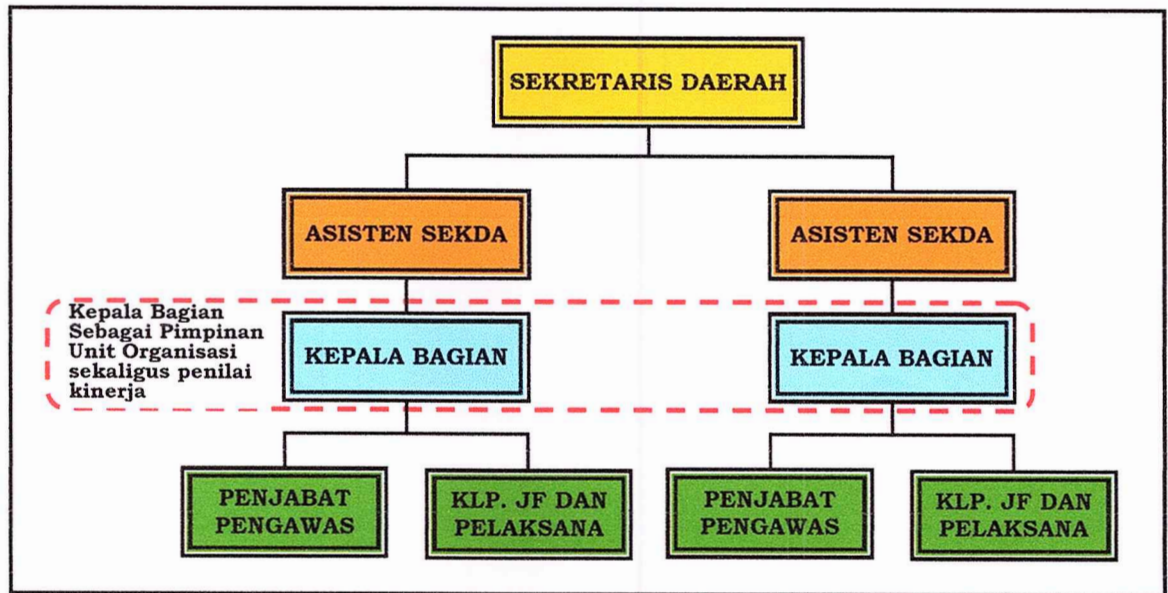 SEKRETARIS DAERAH
ASISTEN SEKDA
ASISTEN SEKDA
Kepala Bagian
Sebagai Pimpinan
Unit Organisasi
sekaligus penilai
kinerja
KEPALA BAGIAN
KEPALA BAGIAN
PENJABAT
PENGAWAS
KLP. JF DAN
PELAKSANA
PENJABAT
PENGAWAS
KLP. JF DAN
PELAKSANA